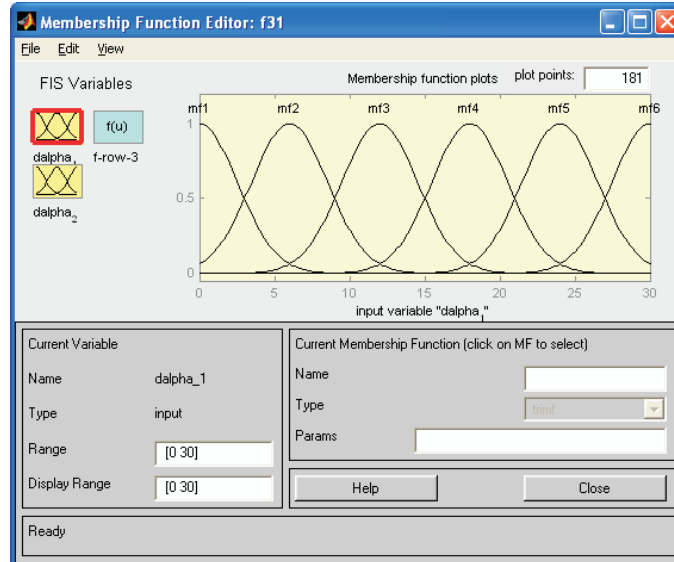 Membership Function Editor: f31
File Edit View
FIS Variables
Membership function plots plot points: 181
f(u)
dalpha1 f-row-3
dalpha2
mf1 mf2 mf3 mf4 mf5 mf6
1
0.5
0
0 5 10 15 20 25 30
input variable "dalpha1"
Current Variable
Name dalpha_1
Type input
Range [0 30]
Display Range [0 30]
Current Membership Function (click on MF to select)
Name
Type trimf
Params
Help Close
Ready